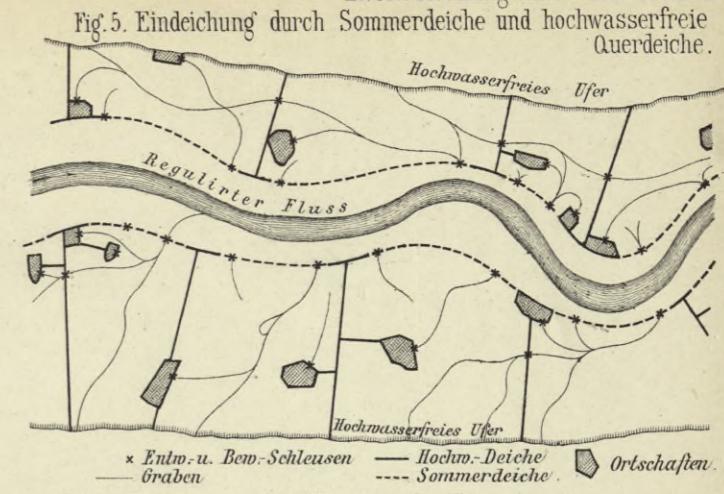 Fig. 5. Eindeichung durch Sommerdeiche und hochwasserfreie
Querdeiche.
Hochwasserfreies Ufer
Regulirter Fluss
Hochwasserfreies Ufer
× Entw.- u. Bew.-Schleusen
Graben
Hochw.-Deiche
Sommerdeiche.
Ortschaften.